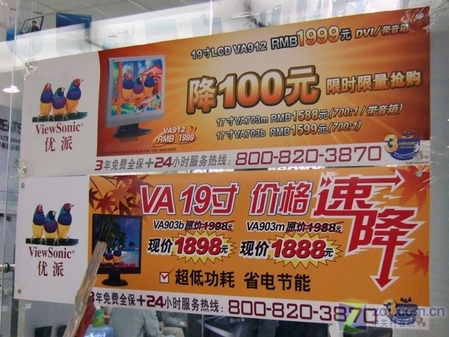 19寸LCD VA912 RMB1999元 DVI/带音箱
降100元 限时限量抢购
VA912
RMB 1999
17寸VA703m RMB1598元(700:1/带音箱)
17寸VA703b RMB1599元(700:1)
ViewSonic®
优派
3年免费全保+24小时服务热线：800-820-3870
VA 19寸 价格速降
VA903b 原价1998元
VA903m 原价1988元
现价1898元
现价1888元
ViewSonic®
优派
超低功耗 省电节能
3年免费全保+24小时服务热线：800-820-3870
zol.com.cn